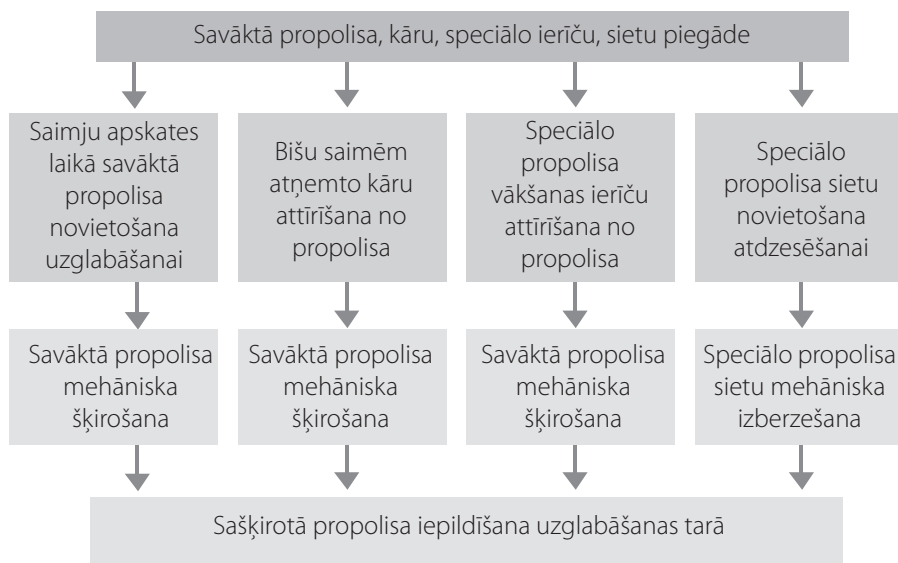 Savāktā propolisa, kāru, speciālo ierīču, sietu piegāde
Saimju apskates
laikā savāktā
propolisa
novietošana
uzglabāšanai
Bišu saimēm
atņemto kāru
attīrīšana no
propolisa
Speciālo
propolisa
vākšanas ierīču
attīrīšana no
propolisa
Speciālo
propolisa sietu
novietošana
atdzesēšanai
Savāktā propolisa
mehāniska
šķirošana
Savāktā propolisa
mehāniska
šķirošana
Savāktā propolisa
mehāniska
šķirošana
Speciālo propolisa
sietu mehāniska
izberzešana
Sašķirotā propolisa iepildīšana uzglabāšanas tarā